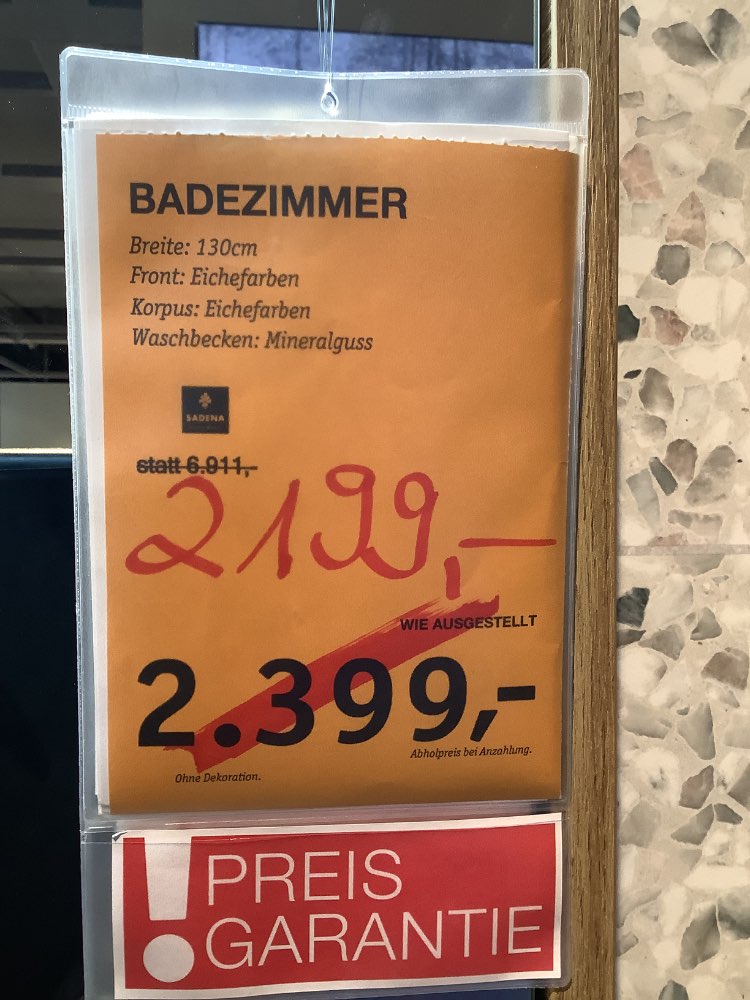 BADEZIMMER
Breite: 130cm
Front: Eichefarben
Korpus: Eichefarben
Waschbecken: Mineralguss
SADENA
statt 6.911,-
2199,-
WIE AUSGESTELLT
2.399,-
Abholpreis bei Anzahlung.
Ohne Dekoration.
! PREIS
GARANTIE